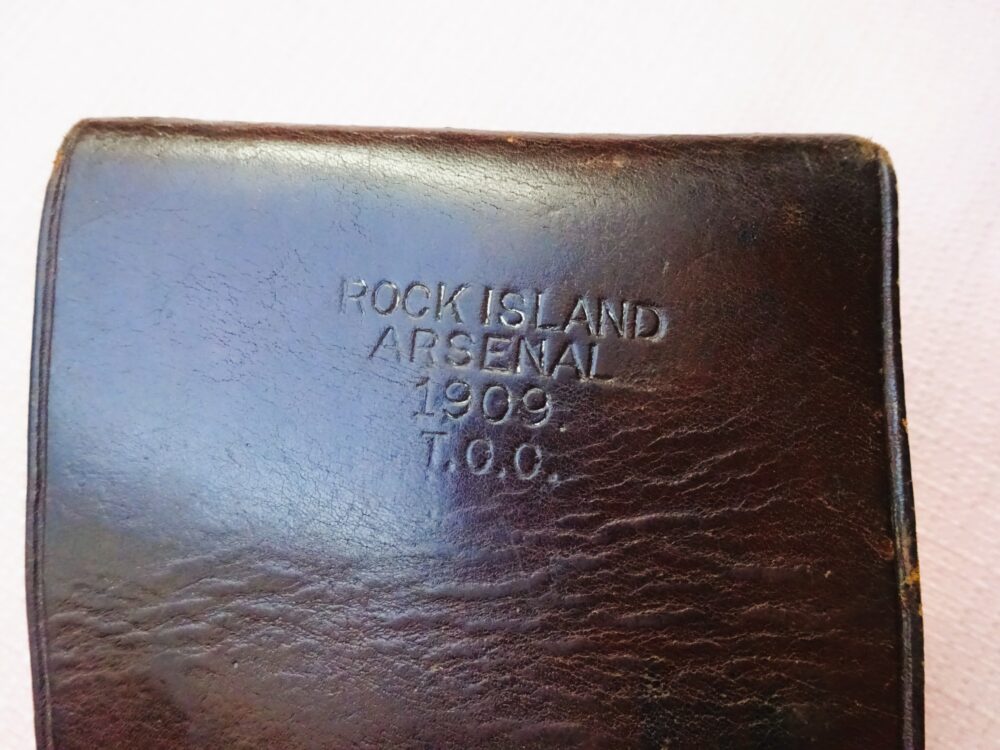 ROCK ISLAND
ARSENAL
1909.
T.O.C.